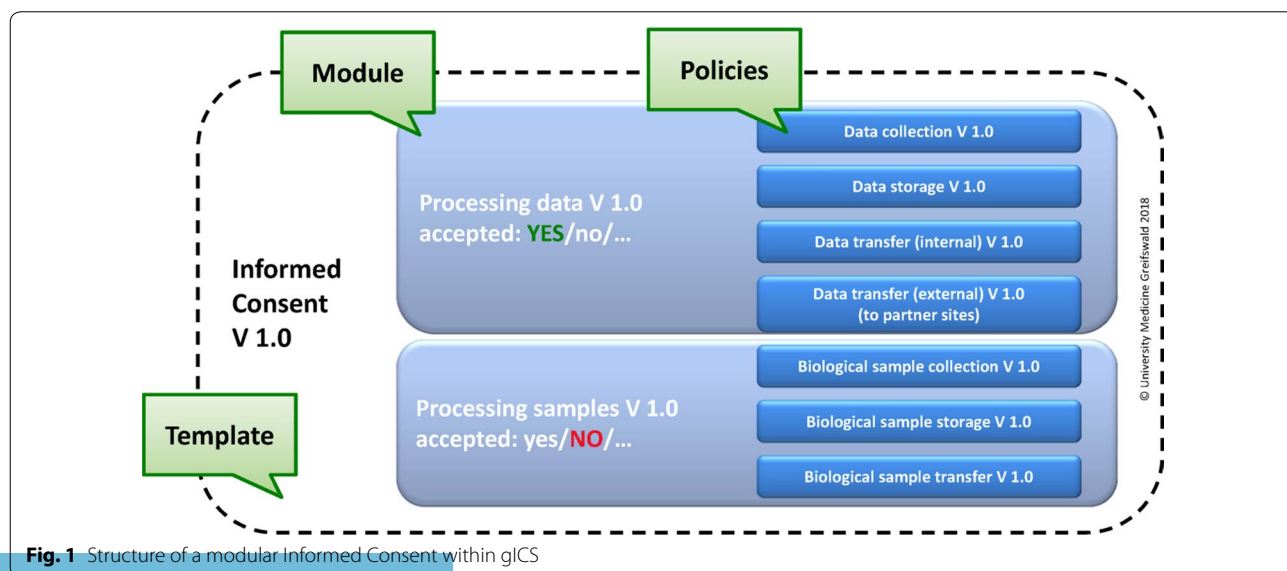 Module
Policies
Data collection V 1.0
Data storage V 1.0
Processing data V 1.0
accepted: YES/no/...
Data transfer (internal) V 1.0
Data transfer (external) V 1.0
(to partner sites)
Informed
Consent
V 1.0
Biological sample collection V 1.0
Processing samples V 1.0
accepted: yes/NO/...
Biological sample storage V 1.0
Biological sample transfer V 1.0
Template
© University Medicine Greifswald 2018
Fig. 1 Structure of a modular Informed Consent within gICS